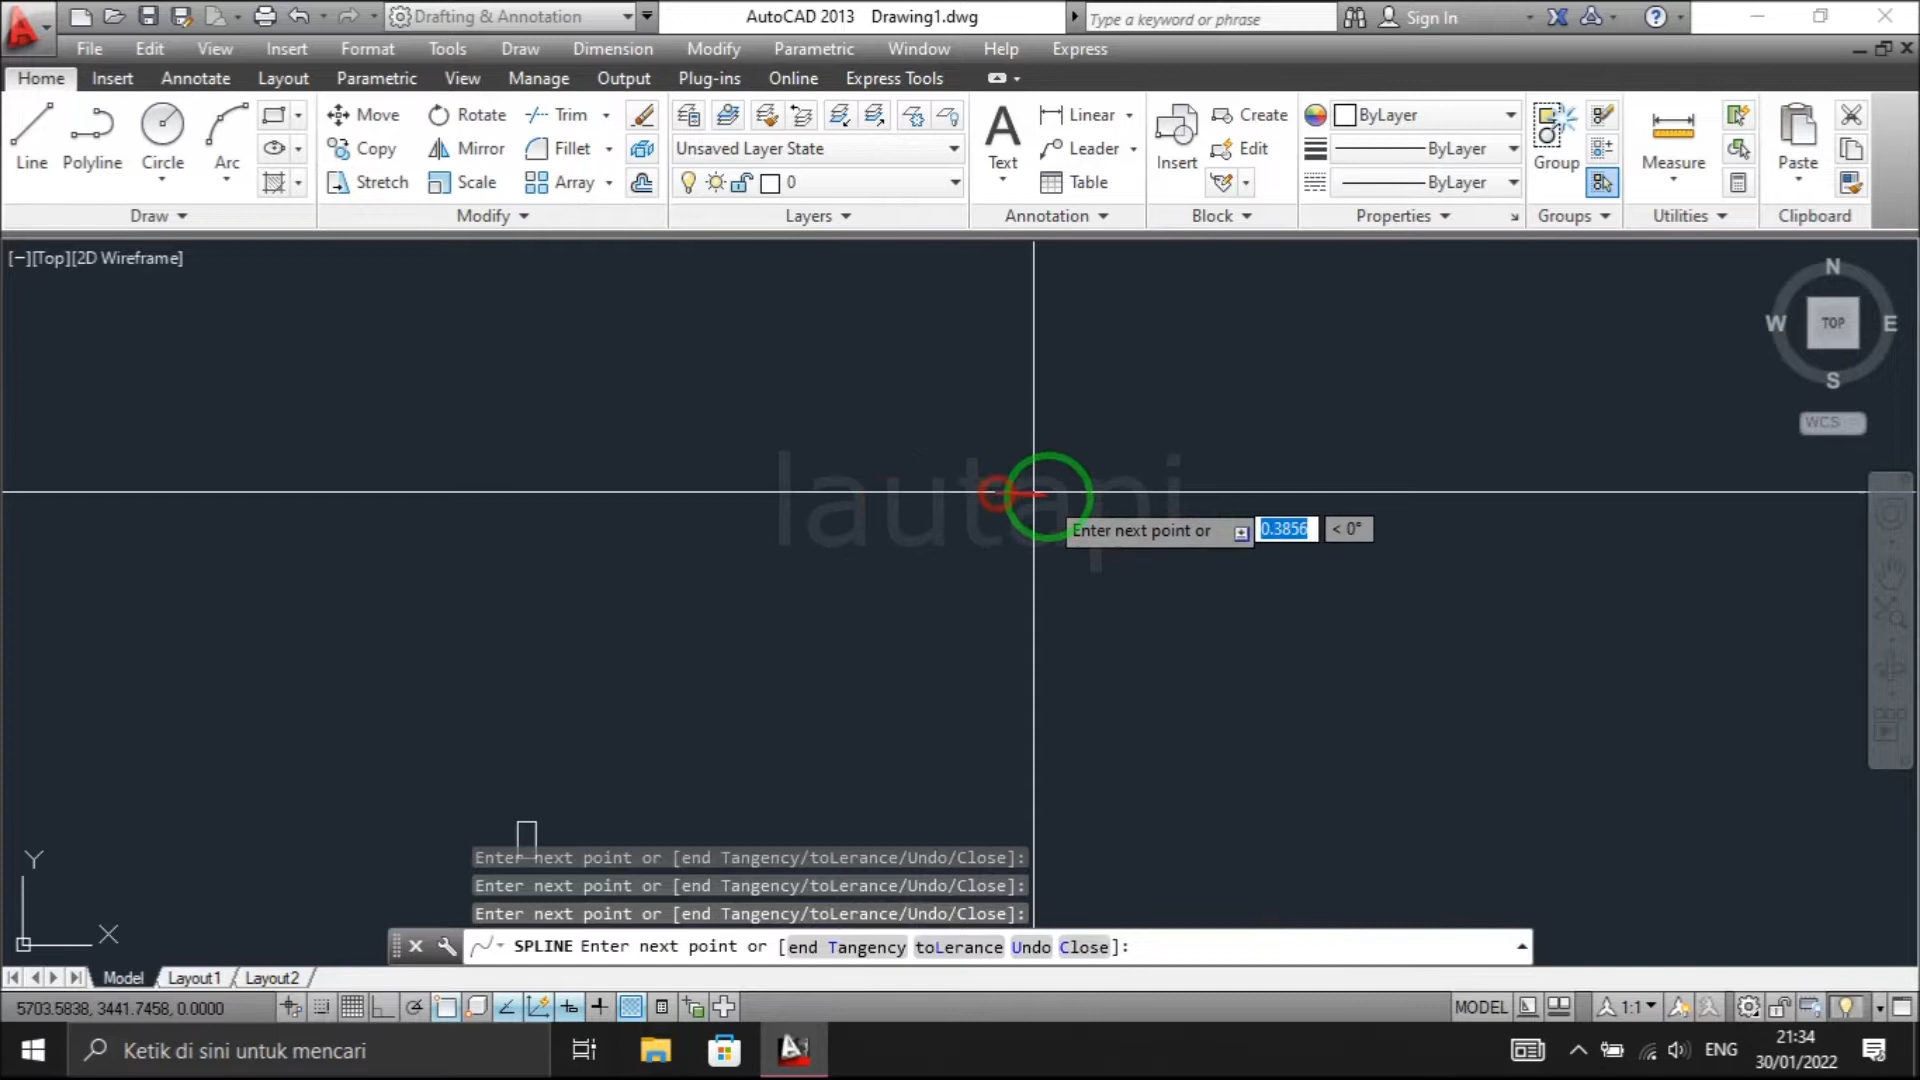 Drafting & Annotation
AutoCAD 2013 Drawing1.dwg
Type a keyword or phrase
Sign In
File Edit View Insert Format Tools Draw Dimension Modify Parametric Window Help Express
Home Insert Annotate Layout Parametric View Manage Output Plug-ins Online Express Tools
Move Rotate Trim Linear Create ByLayer
Copy Mirror Fillet Unsaved Layer State Leader Edit ByLayer
Line Polyline Circle Arc Text Insert Group Measure Paste
Stretch Scale Array 0 Table ByLayer
Draw Modify Layers Annotation Block Properties Groups Utilities Clipboard
[−][Top][2D Wireframe]
N
W TOP E
S
WCS
lautapi
Enter next point or 0.3856 < 0°
Y
X
Enter next point or [end Tangency/toLerance/Undo/Close]:
Enter next point or [end Tangency/toLerance/Undo/Close]:
Enter next point or [end Tangency/toLerance/Undo/Close]:
SPLINE Enter next point or [end Tangency toLerance Undo Close]:
Model Layout1 Layout2
5703.5838, 3441.7458, 0.0000
MODEL 1:1
Ketik di sini untuk mencari
ENG
21:34
30/01/2022